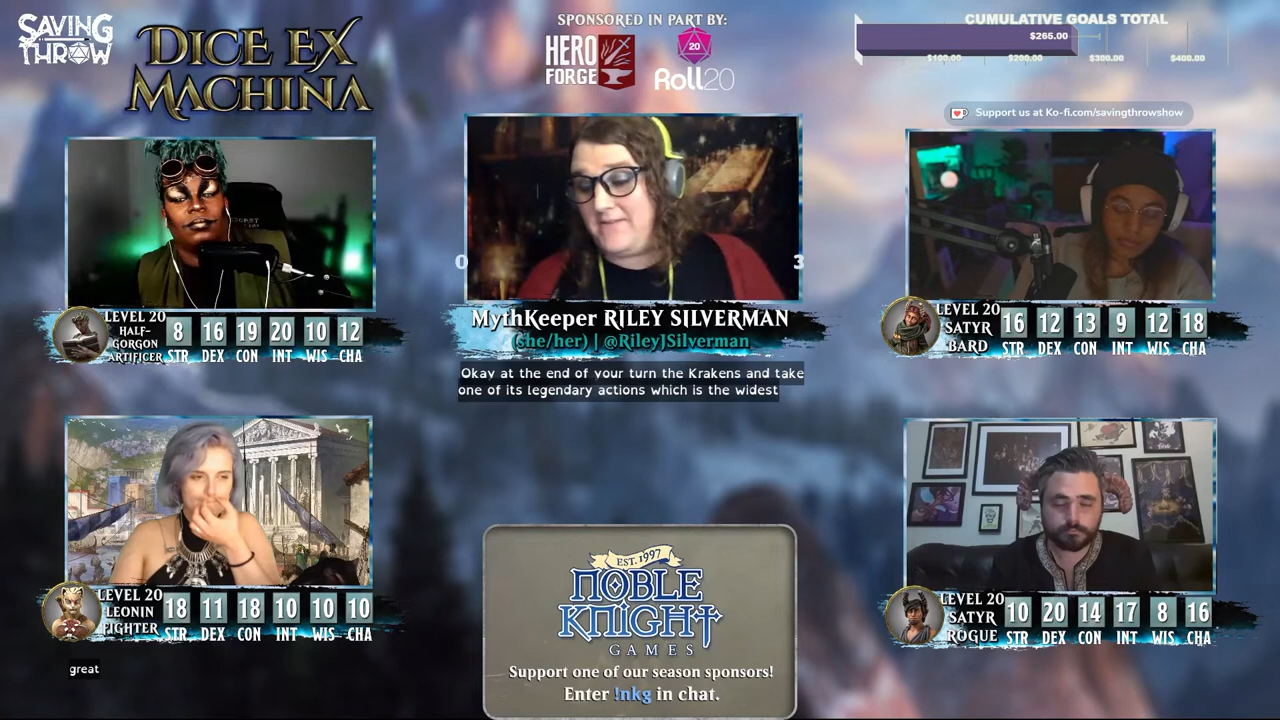 SAVING
THROW
DICE EX
MACHINA
SPONSORED IN PART BY:
HERO
FORGE
20
Roll20
CUMULATIVE GOALS TOTAL
$265.00
$100.00 $200.00 $300.00 $400.00
Support us at Ko-fi.com/savingthrowshow
LEVEL 20
HALF-
GORGON
ARTIFICER
8 16 19 20 10 12
STR DEX CON INT WIS CHA
0 3
MythKeeper RILEY SILVERMAN
(she/her) | @RileyJSilverman
Okay at the end of your turn the Krakens and take
one of its legendary actions which is the widest
LEVEL 20
SATYR
BARD
16 12 13 9 12 18
STR DEX CON INT WIS CHA
LEVEL 20
LEONIN
FIGHTER
18 11 18 10 10 10
STR DEX CON INT WIS CHA
great
EST. 1997
NOBLE
KNIGHT
GAMES
Support one of our season sponsors!
Enter !nkg in chat.
LEVEL 20
SATYR
ROGUE
10 20 14 17 8 16
STR DEX CON INT WIS CHA